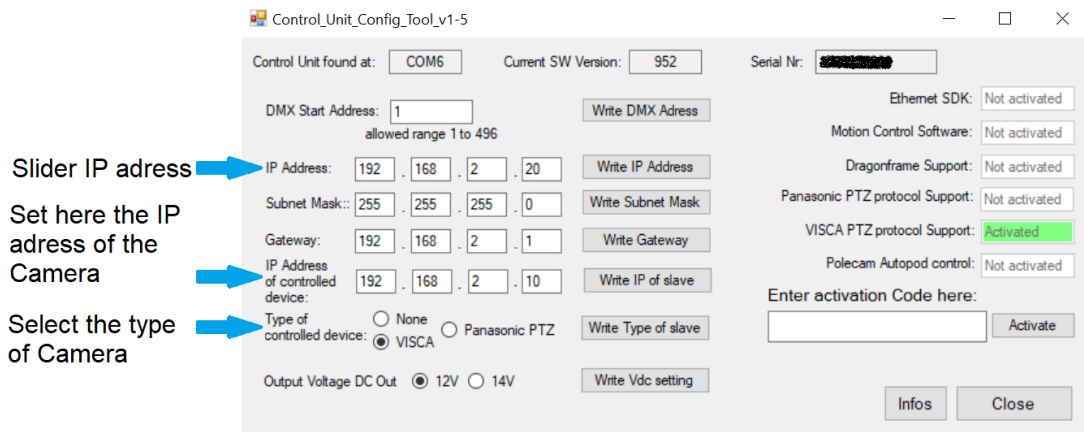 Control_Unit_Config_Tool_v1-5
Control Unit found at: COM6 Current SW Version: 952 Serial Nr:
DMX Start Address: 1 Write DMX Adress
allowed range 1 to 496
Slider IP adress
IP Address: 192 . 168 . 2 . 20 Write IP Address
Subnet Mask:: 255 . 255 . 255 . 0 Write Subnet Mask
Gateway: 192 . 168 . 2 . 1 Write Gateway
Set here the IP
adress of the
Camera
IP Address
of controlled
device:
192 . 168 . 2 . 10 Write IP of slave
Select the type
of Camera
Type of
controlled device:
None
VISCA
Panasonic PTZ
Write Type of slave
Output Voltage DC Out 12V 14V Write Vdc setting
Ethernet SDK: Not activated
Motion Control Software: Not activated
Dragonframe Support: Not activated
Panasonic PTZ protocol Support: Not activated
VISCA PTZ protocol Support: Activated
Polecam Autopod control: Not activated
Enter activation Code here:
Activate
Infos Close